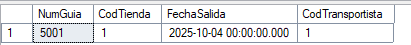 NumGuia CodTienda FechaSalida CodTransportista
1 5001 1 2025-10-04 00:00:00.000 1